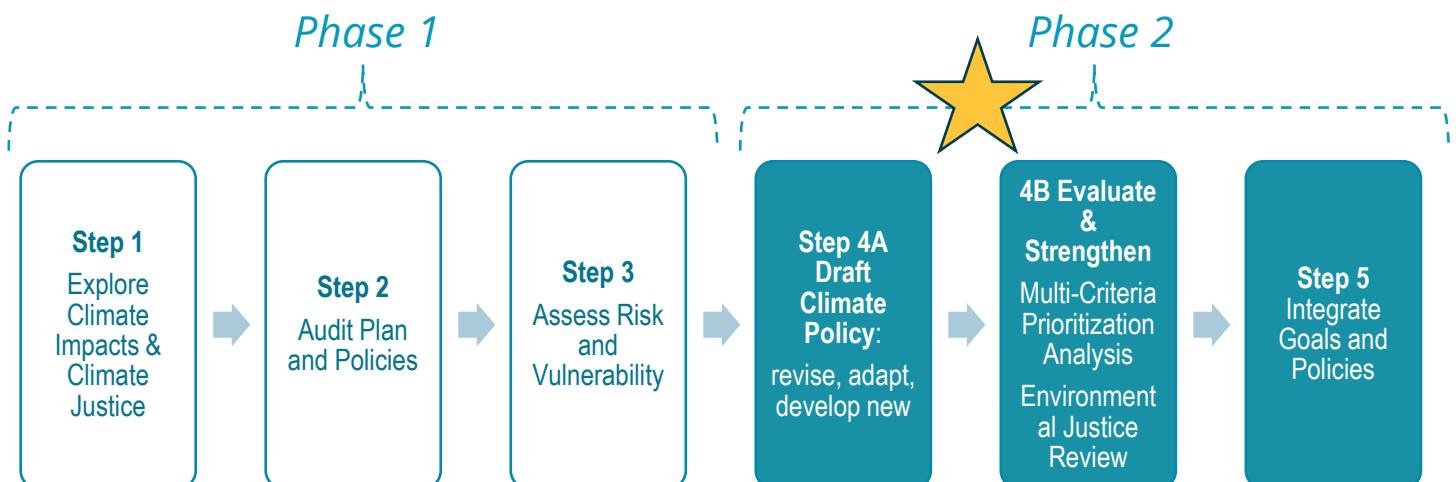 Phase 1
Phase 2
Step 1
Explore
Climate
Impacts &
Climate
Justice
Step 2
Audit Plan
and Policies
Step 3
Assess Risk
and
Vulnerability
Step 4A
Draft
Climate
Policy:
revise, adapt,
develop new
4B Evaluate
&
Strengthen
Multi-Criteria
Prioritization
Analysis
Environment
al Justice
Review
Step 5
Integrate
Goals and
Policies